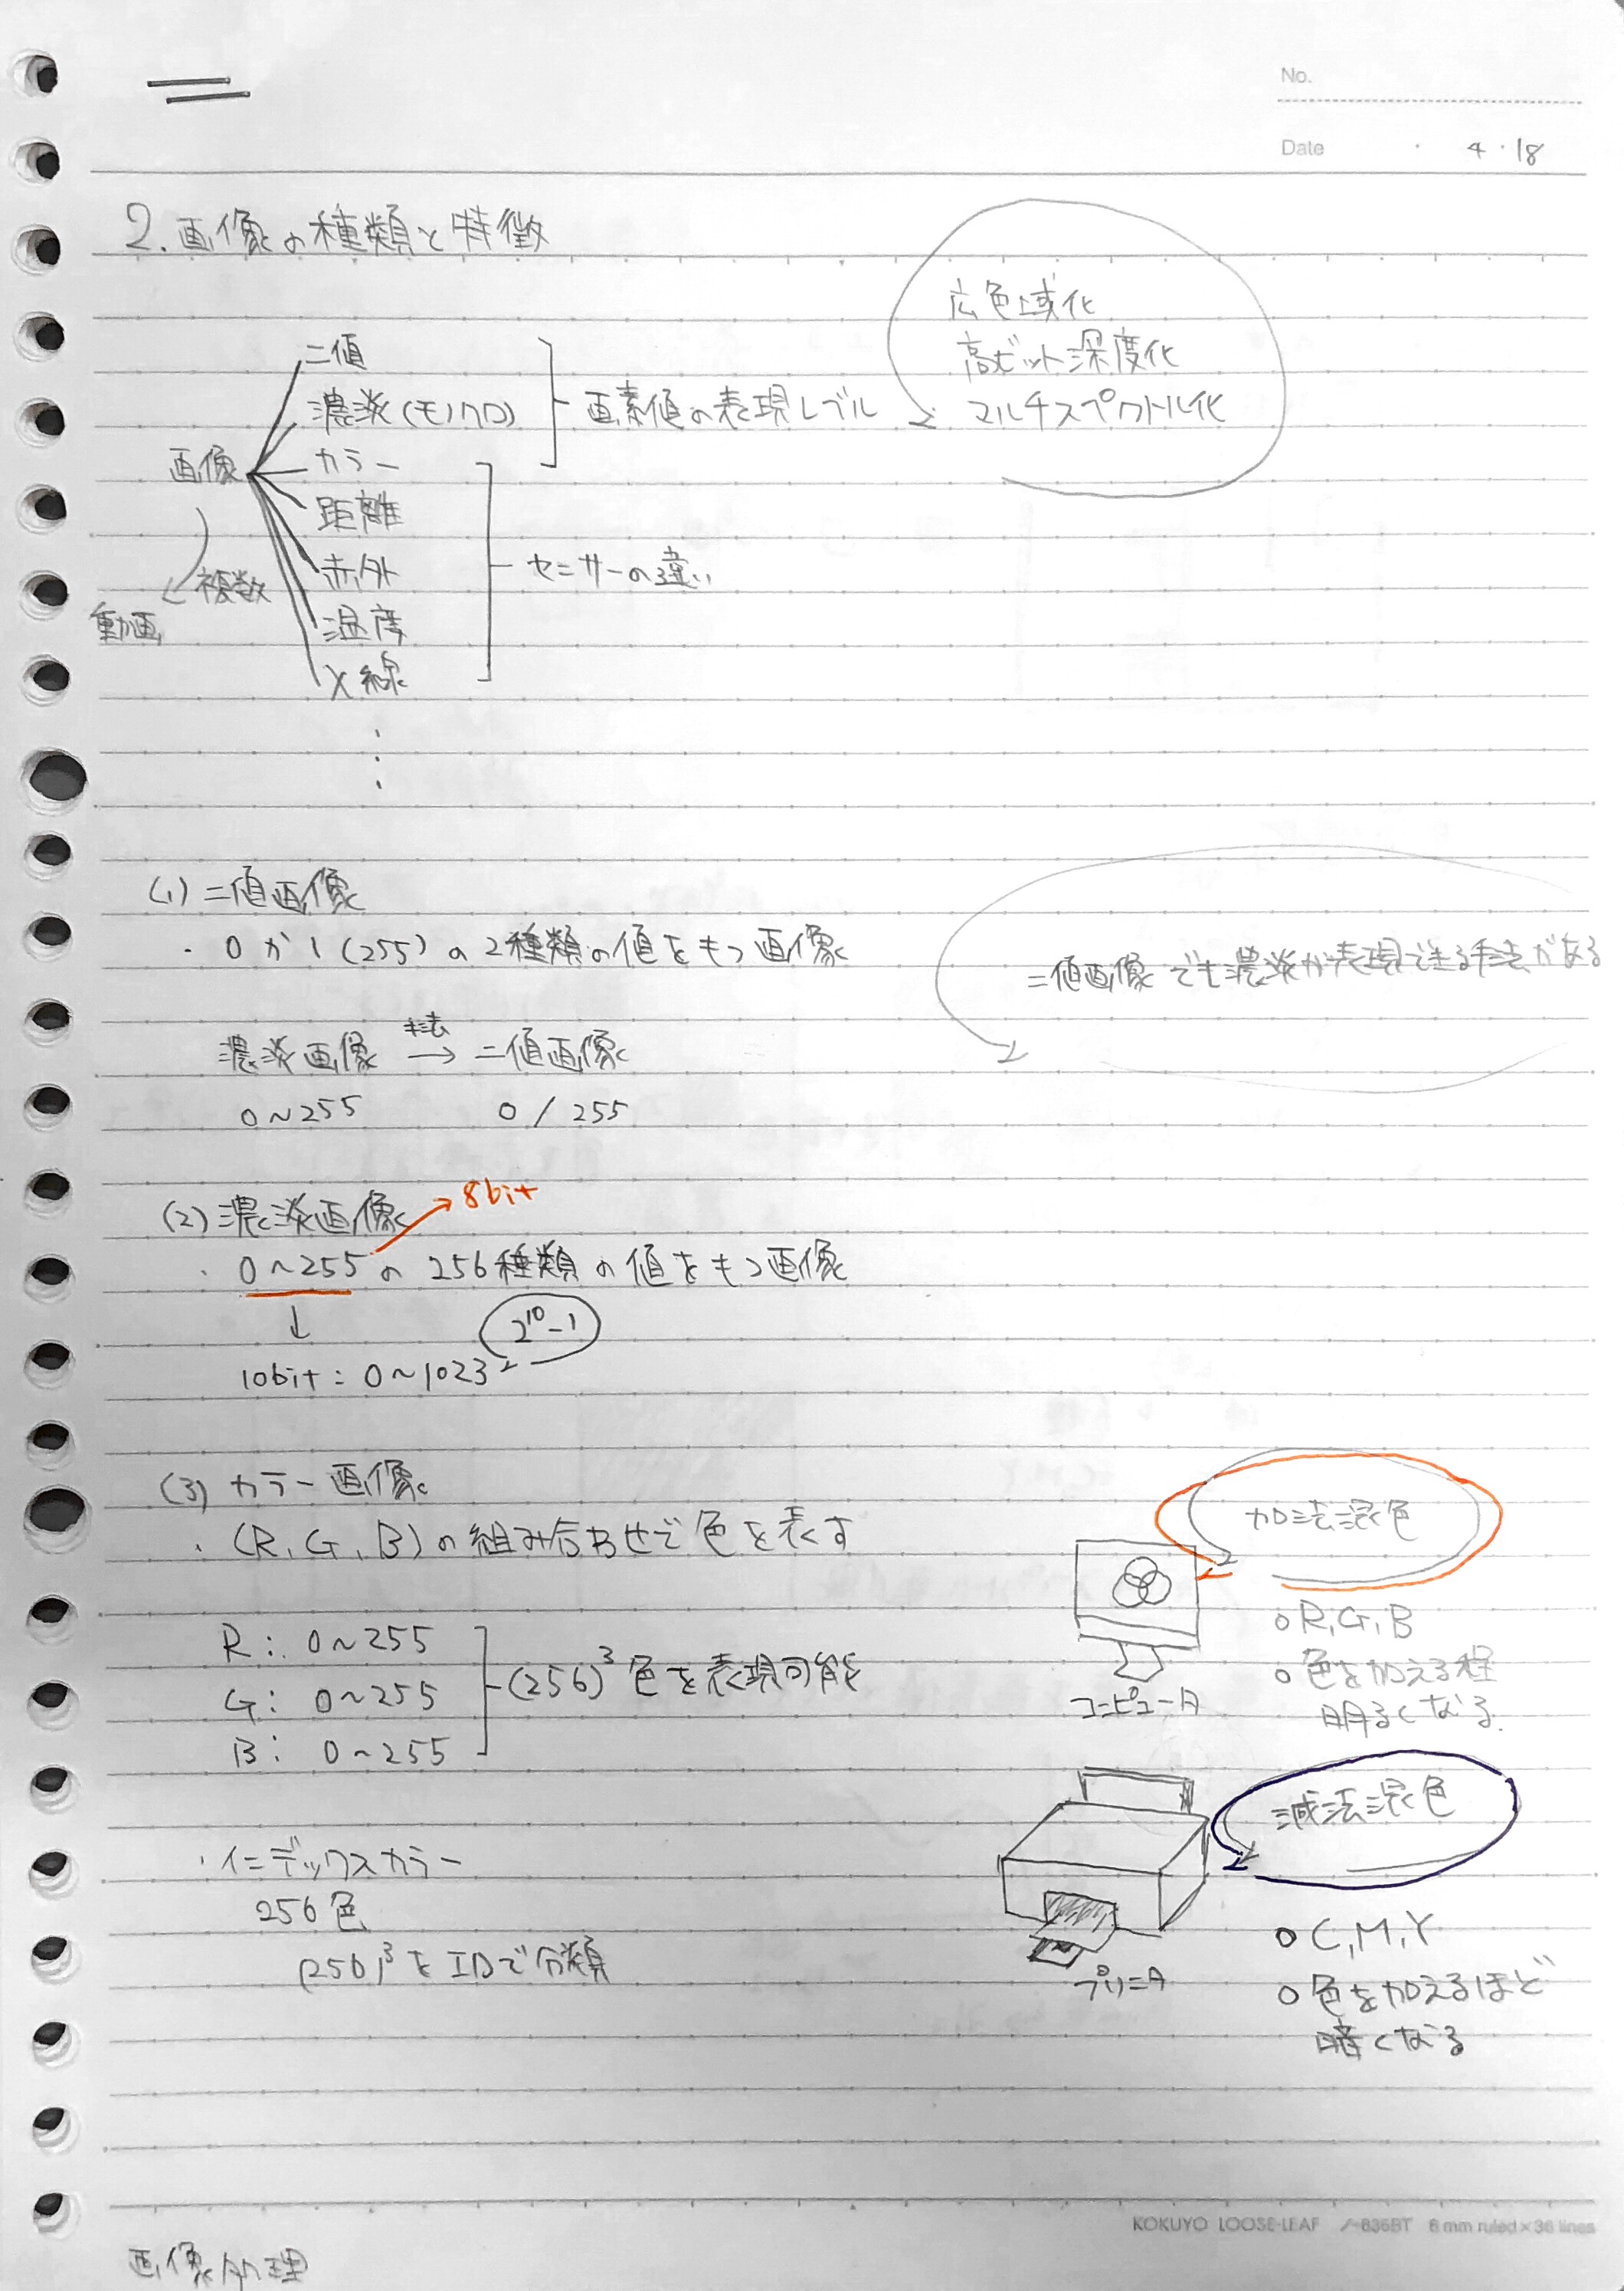 No.
Date ・ 4・18
2.画像の種類と特徴
広色域化
高ビット深度化
マルチスペクトル化
二値
濃淡(モノクロ)
画素値の表現レベル
画像
カラー
距離
赤外
センサーの違い
複数
動画
温度
X線
(1) 二値画像
・0か1(255)の2種類の値をもつ画像
二値画像でも濃淡が表現できる手法がある
濃淡画像 手法→ 二値画像
0~255 0/255
(2) 濃淡画像
8bit
・0~255の256種類の値をもつ画像
↓
2¹⁰-1
10bit: 0~1023
(3) カラー画像
・(R,G,B)の組み合わせで色を表す
加法混色
R: 0~255
G: 0~255
B: 0~255
(256)³色を表現可能
コンピュータ
○R,G,B
○色を加える程
明るくなる.
減法混色
・インデックスカラー
256色
(256)³をIDで分類
プリンタ
○C,M,Y
○色を加えるほど
暗くなる
KOKUYO LOOSE-LEAF ノ-836BT 6 mm ruled×36 lines
画像処理